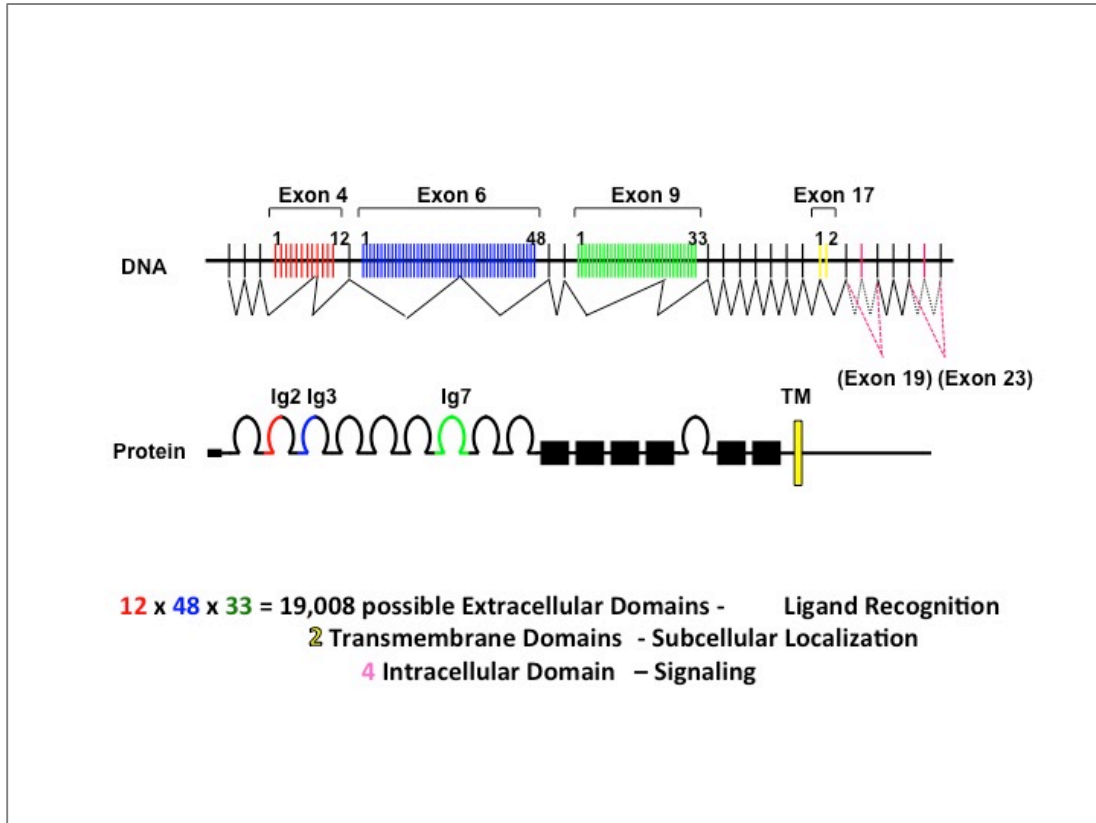 Exon 4 Exon 6 Exon 9 Exon 17
1 12 1 48 1 33 1 2
DNA
(Exon 19) (Exon 23)
Ig2 Ig3 Ig7 TM
Protein
12 x 48 x 33 = 19,008 possible Extracellular Domains - Ligand Recognition
2 Transmembrane Domains - Subcellular Localization
4 Intracellular Domain – Signaling